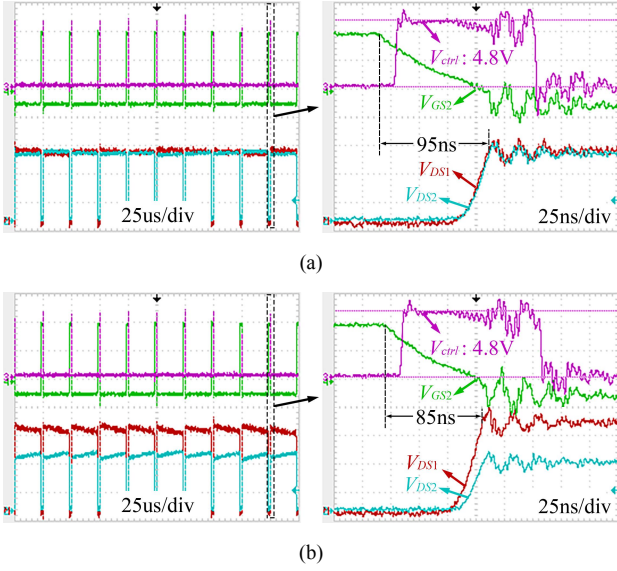 25us/div
Vctrl: 4.8V
VGS2
95ns
VDS1
VDS2
25ns/div
(a)
25us/div
Vctrl: 4.8V
VGS2
85ns
VDS1
VDS2
25ns/div
(b)